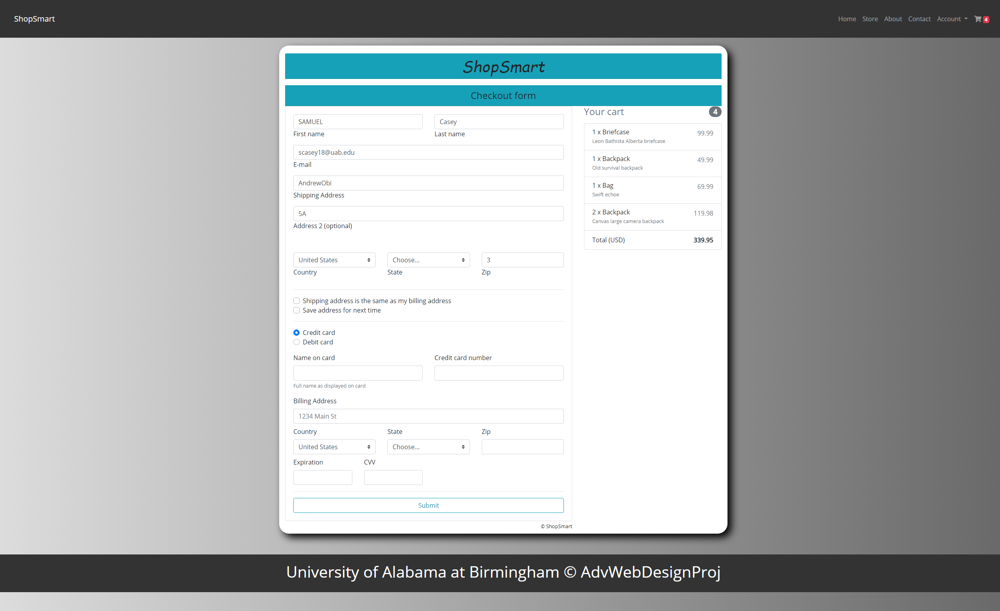 ShopSmart
Home Store About Contact Account 4
ShopSmart
Checkout form
SAMUEL Casey
First name Last name
scasey18@uab.edu
E-mail
AndrewObi
Shipping Address
5A
Address 2 (optional)
United States Choose... 3
Country State Zip
Shipping address is the same as my billing address
Save address for next time
Credit card
Debit card
Name on card Credit card number
Full name as displayed on card
Billing Address
1234 Main St
Country State Zip
United States Choose...
Expiration CVV
Submit
© ShopSmart
Your cart 4
1 x Briefcase 99.99
Leon Bathista Alberta briefcase
1 x Backpack 49.99
Old survival backpack
1 x Bag 69.99
Swift echoe
2 x Backpack 119.98
Canvas large camera backpack
Total (USD) 339.95
University of Alabama at Birmingham © AdvWebDesignProj